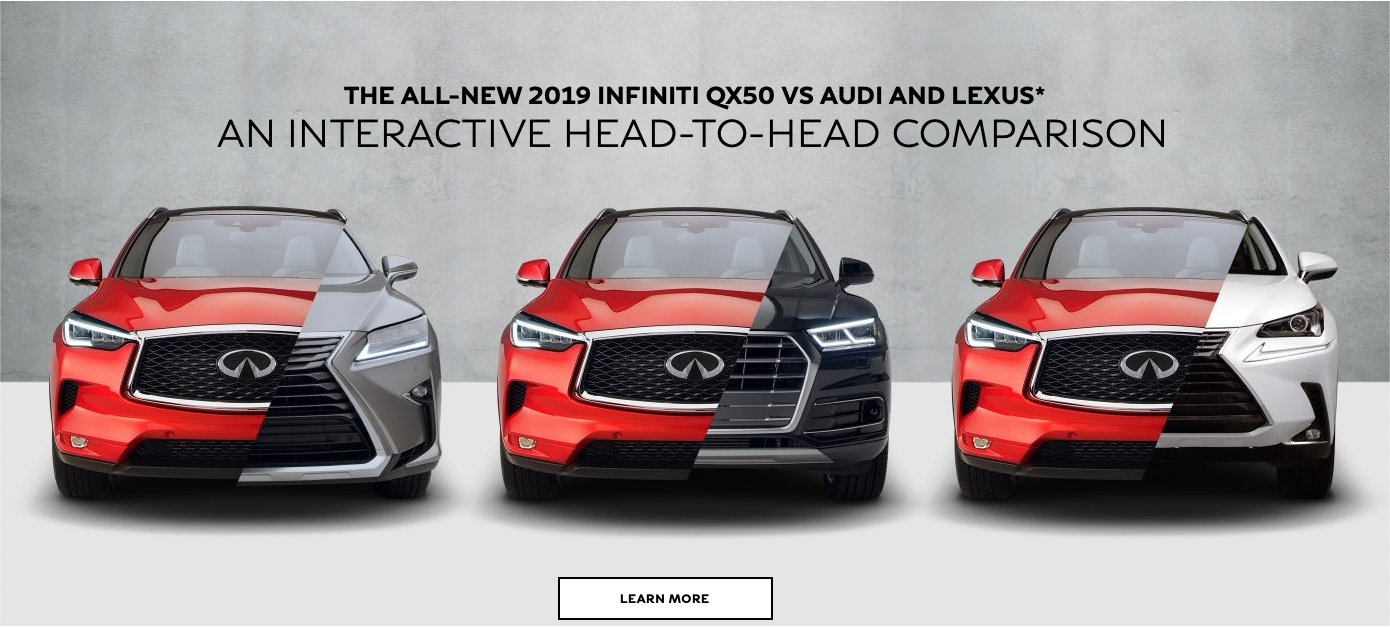 THE ALL-NEW 2019 INFINITI QX50 VS AUDI AND LEXUS*
AN INTERACTIVE HEAD-TO-HEAD COMPARISON
LEARN MORE